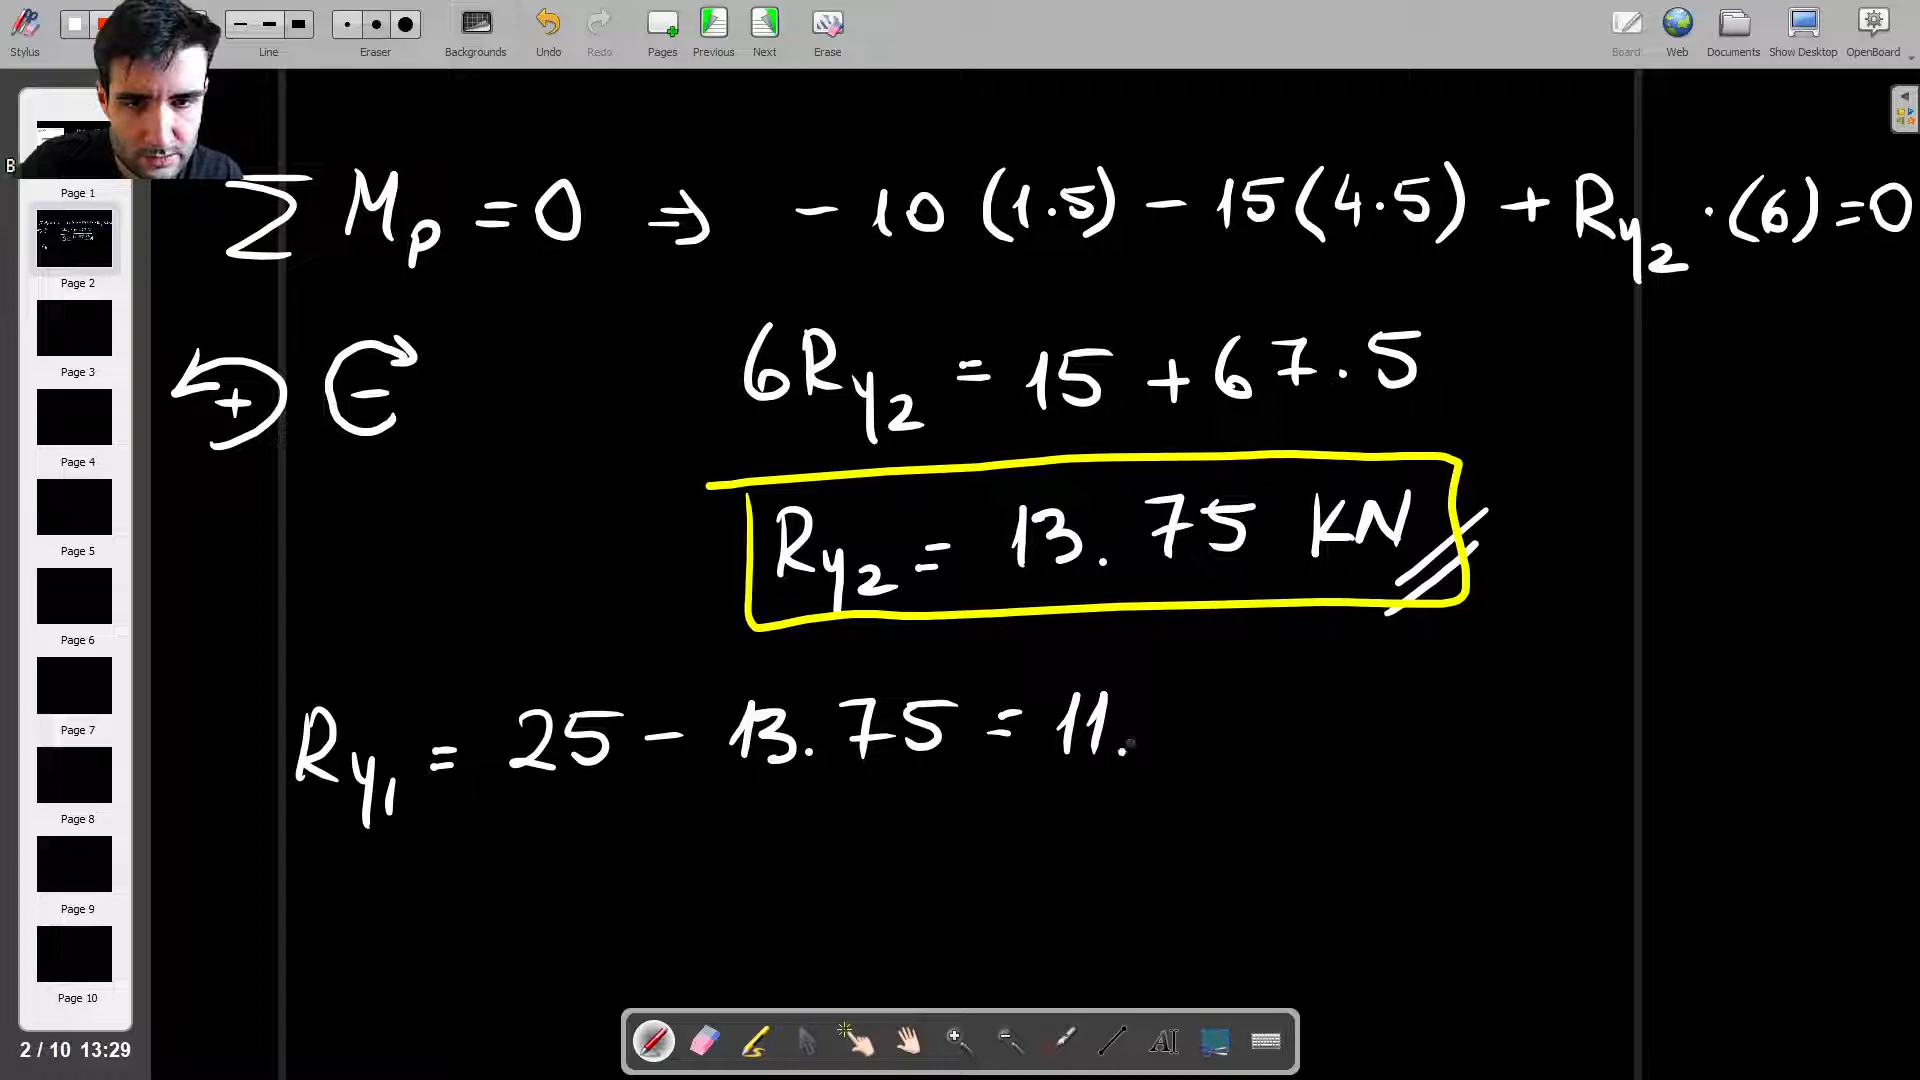 Stylus
Line
Eraser
Backgrounds
Undo
Redo
Pages
Previous
Next
Erase
Board
Web
Documents
Show Desktop
OpenBoard
B
Page 1
Page 2
Page 3
Page 4
Page 5
Page 6
Page 7
Page 8
Page 9
Page 10
2 / 10 13:29
∑ Mp = 0 ⇒ - 10 (1.5) - 15 (4.5) + Ry2 · (6) = 0
+ -
6Ry2 = 15 + 67.5
Ry2 = 13.75 KN
Ry1 = 25 - 13.75 = 11.
AI